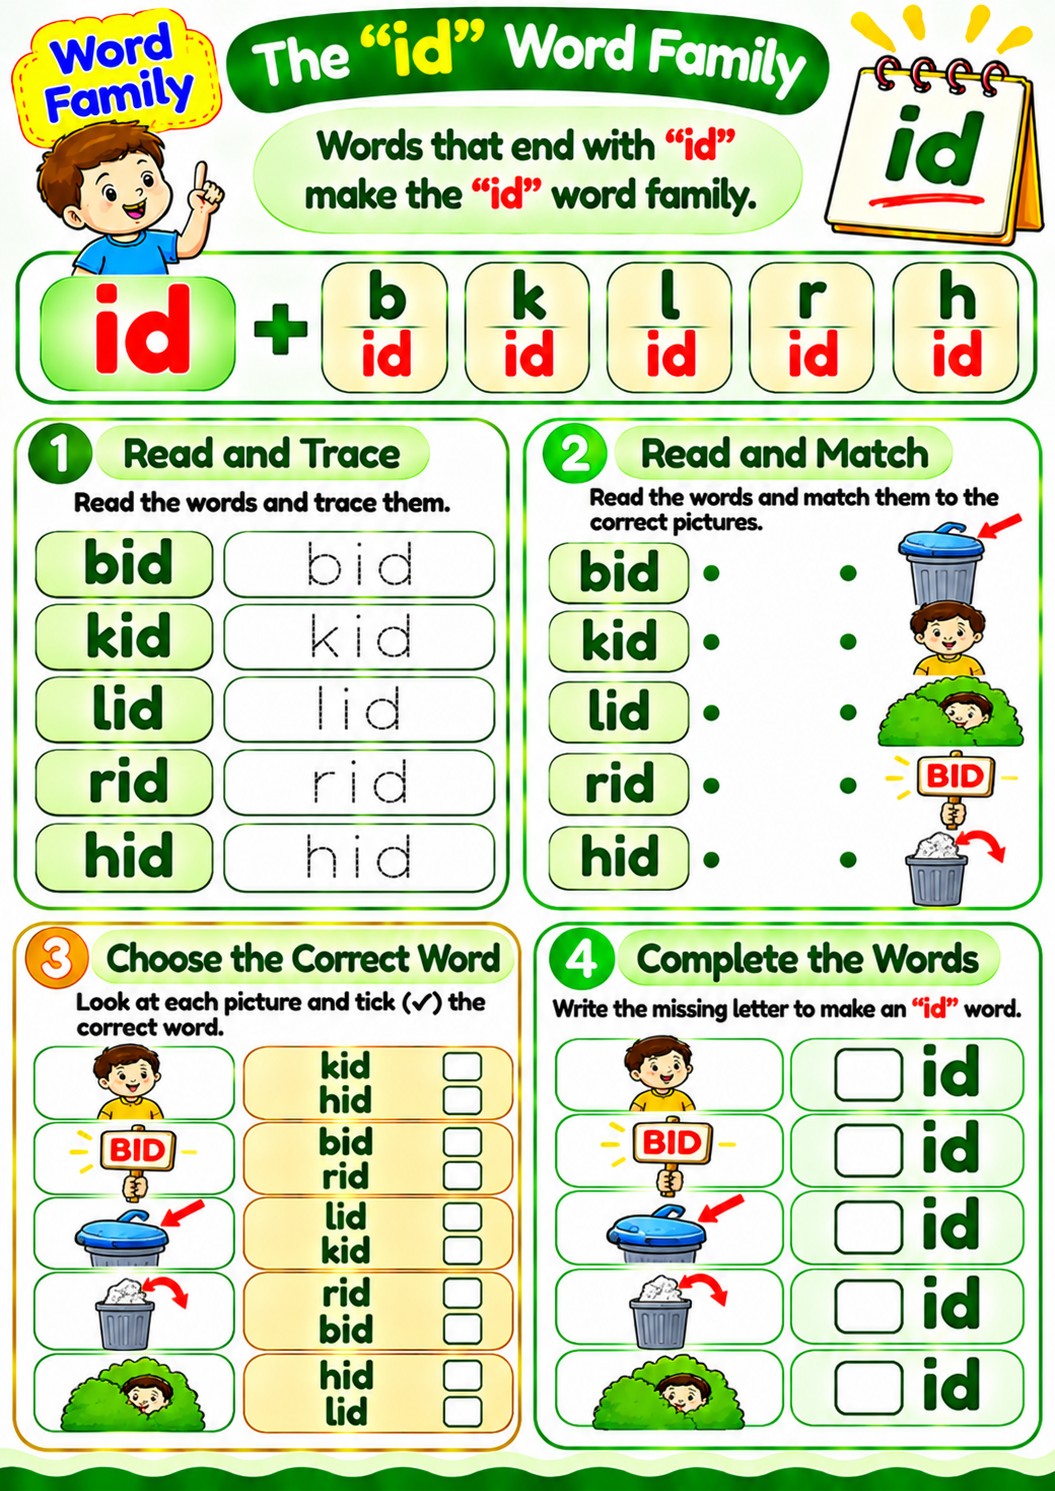 Word
Family
The “id” Word Family
Words that end with “id”
make the “id” word family.
id
id + b id k id l id r id h id
1 Read and Trace
Read the words and trace them.
bid bid
kid kid
lid lid
rid rid
hid hid
2 Read and Match
Read the words and match them to the
correct pictures.
bid
kid
lid
rid
BID
hid
3 Choose the Correct Word
Look at each picture and tick (✓) the
correct word.
kid
hid
BID
bid
rid
lid
kid
rid
bid
hid
lid
4 Complete the Words
Write the missing letter to make an “id” word.
id
BID
id
id
id
id